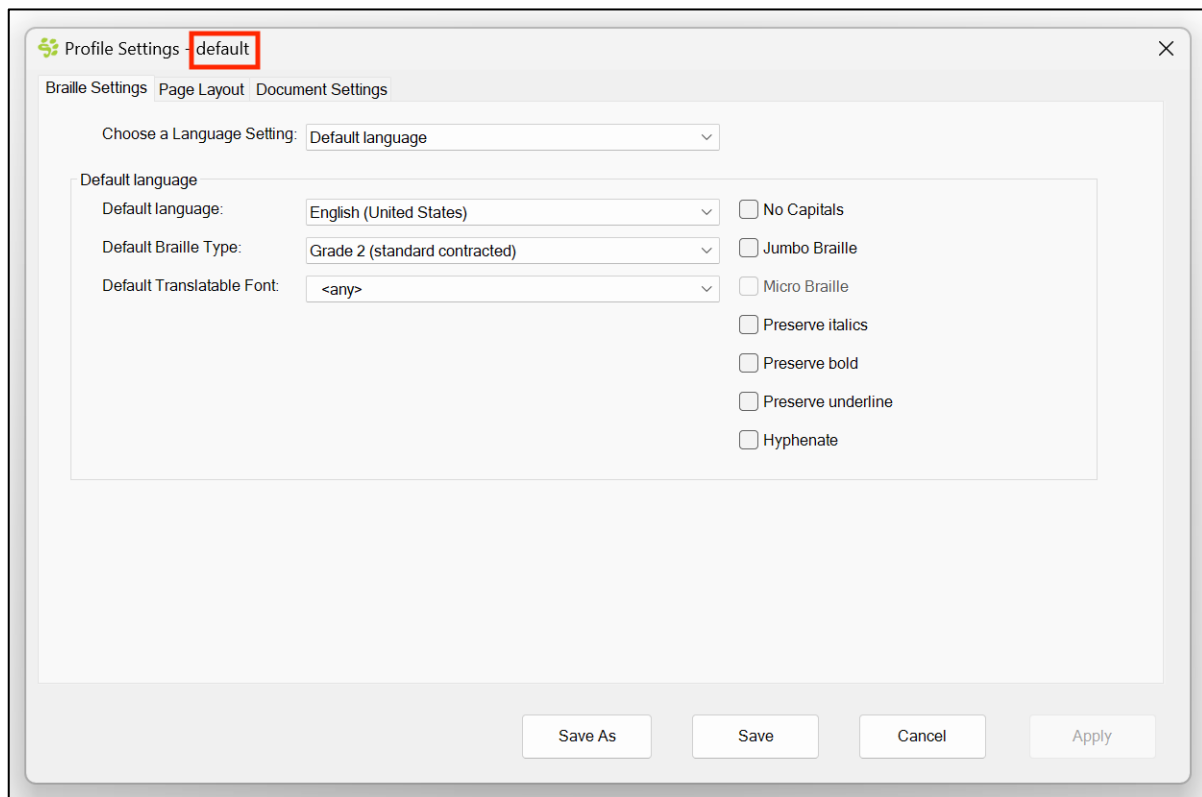 Profile Settings - default
Braille Settings Page Layout Document Settings
Choose a Language Setting: Default language
Default language
Default language: English (United States) No Capitals
Default Braille Type: Grade 2 (standard contracted) Jumbo Braille
Default Translatable Font: <any> Micro Braille
Preserve italics
Preserve bold
Preserve underline
Hyphenate
Save As Save Cancel Apply